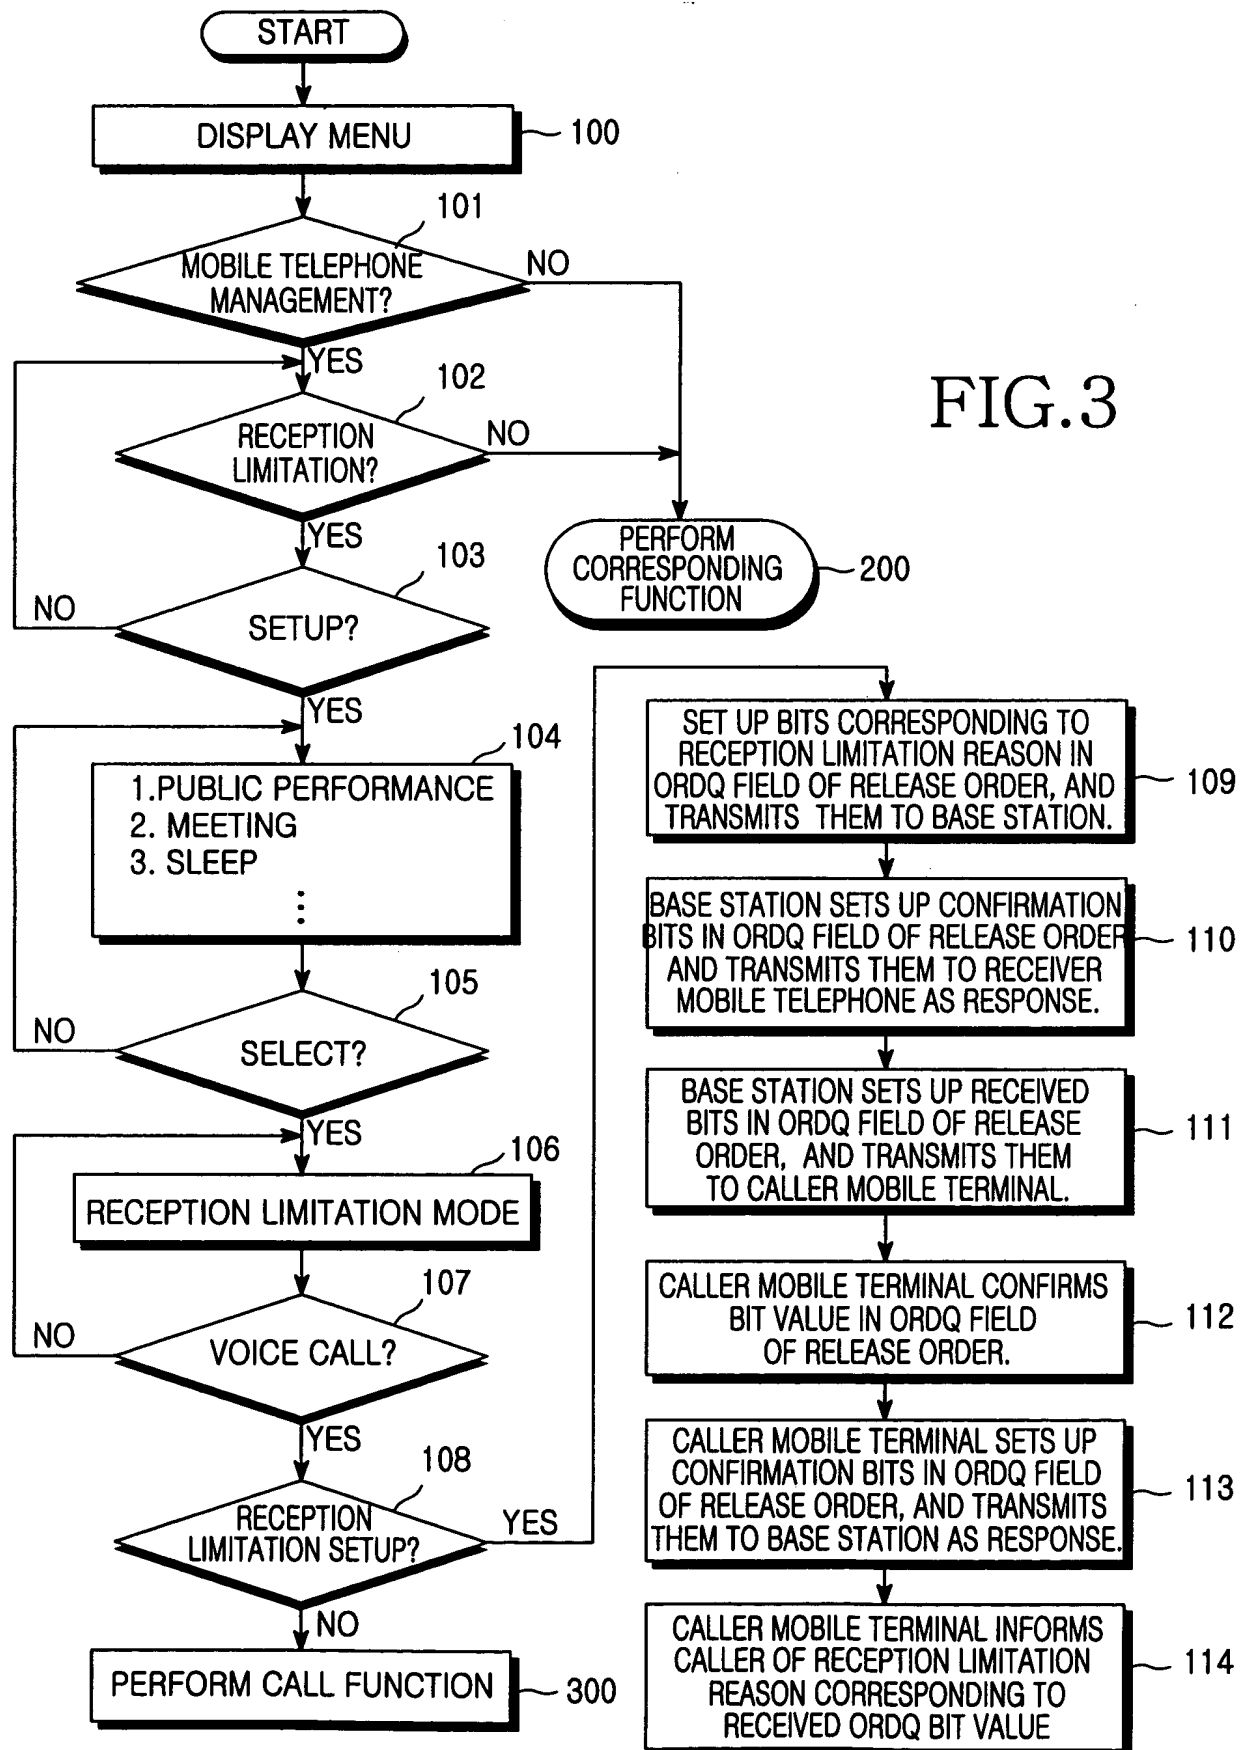 START
DISPLAY MENU
100
101
MOBILE TELEPHONE
MANAGEMENT?
NO
YES
102
RECEPTION
LIMITATION?
NO
YES
FIG.3
PERFORM
CORRESPONDING
FUNCTION
200
103
NO
SETUP?
YES
104
1.PUBLIC PERFORMANCE
2. MEETING
3. SLEEP
⋮
105
NO
SELECT?
YES
106
RECEPTION LIMITATION MODE
107
NO
VOICE CALL?
YES
108
RECEPTION
LIMITATION SETUP?
YES
NO
PERFORM CALL FUNCTION
300
SET UP BITS CORRESPONDING TO
RECEPTION LIMITATION REASON IN
ORDQ FIELD OF RELEASE ORDER, AND
TRANSMITS THEM TO BASE STATION.
109
BASE STATION SETS UP CONFIRMATION
BITS IN ORDQ FIELD OF RELEASE ORDER
AND TRANSMITS THEM TO RECEIVER
MOBILE TELEPHONE AS RESPONSE.
110
BASE STATION SETS UP RECEIVED
BITS IN ORDQ FIELD OF RELEASE
ORDER, AND TRANSMITS THEM
TO CALLER MOBILE TERMINAL.
111
CALLER MOBILE TERMINAL CONFIRMS
BIT VALUE IN ORDQ FIELD
OF RELEASE ORDER.
112
CALLER MOBILE TERMINAL SETS UP
CONFIRMATION BITS IN ORDQ FIELD
OF RELEASE ORDER, AND TRANSMITS
THEM TO BASE STATION AS RESPONSE.
113
CALLER MOBILE TERMINAL INFORMS
CALLER OF RECEPTION LIMITATION
REASON CORRESPONDING TO
RECEIVED ORDQ BIT VALUE
114